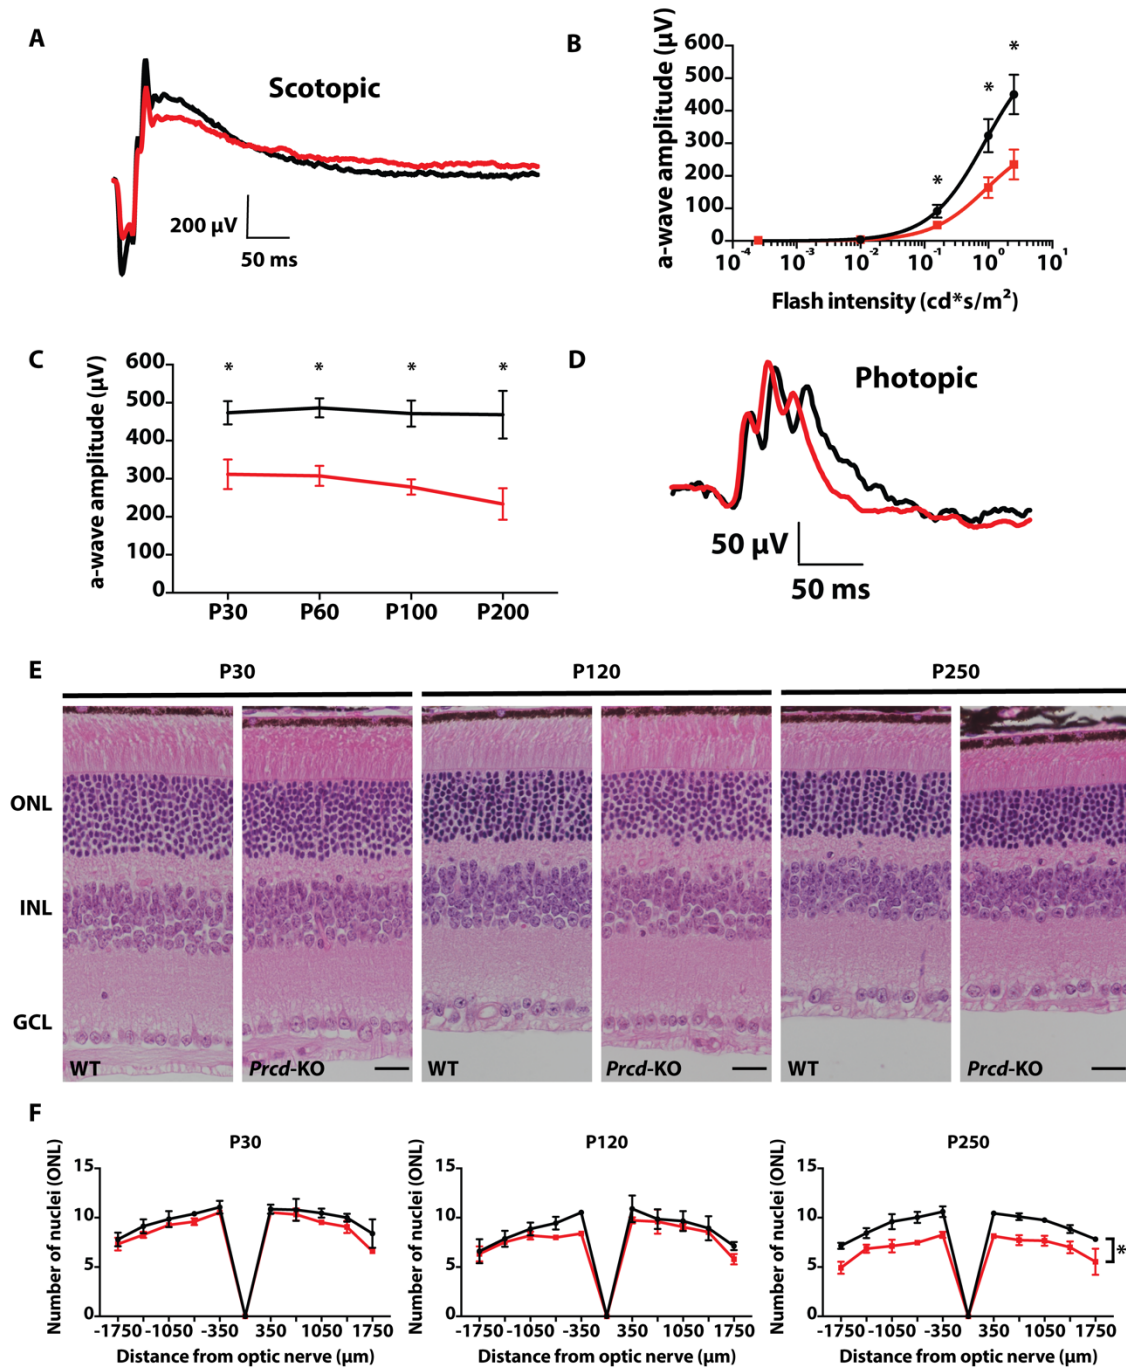 A
Scotopic
200 µV
50 ms
B
a-wave amplitude (µV)
600
500
400
300
200
100
0
10⁻⁴ 10⁻³ 10⁻² 10⁻¹ 10⁰ 10¹
* * *
Flash intensity (cd*s/m²)
C
a-wave amplitude (µV)
600
500
400
300
200
100
0
* * * *
P30 P60 P100 P200
D
Photopic
50 µV
50 ms
E
P30 P120 P250
ONL
INL
GCL
WT Prcd-KO WT Prcd-KO WT Prcd-KO
F
P30
Number of nuclei (ONL)
15
10
5
0
-1750 -1050 -350 350 1050 1750
Distance from optic nerve (µm)
P120
Number of nuclei (ONL)
15
10
5
0
-1750 -1050 -350 350 1050 1750
Distance from optic nerve (µm)
P250
Number of nuclei (ONL)
15
10
5
0
*
-1750 -1050 -350 350 1050 1750
Distance from optic nerve (µm)